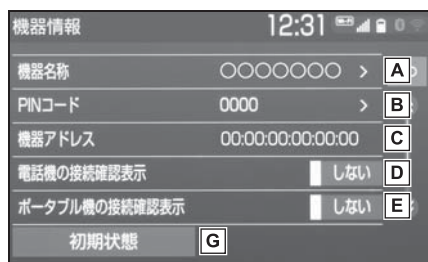 機器情報 12:31 0
機器名称 ○○○○○○○ > A
PINコード 0000 > B
機器アドレス 00:00:00:00:00:00 C
電話機の接続確認表示 しない D
ポータブル機の接続確認表示 しない E
初期状態 G